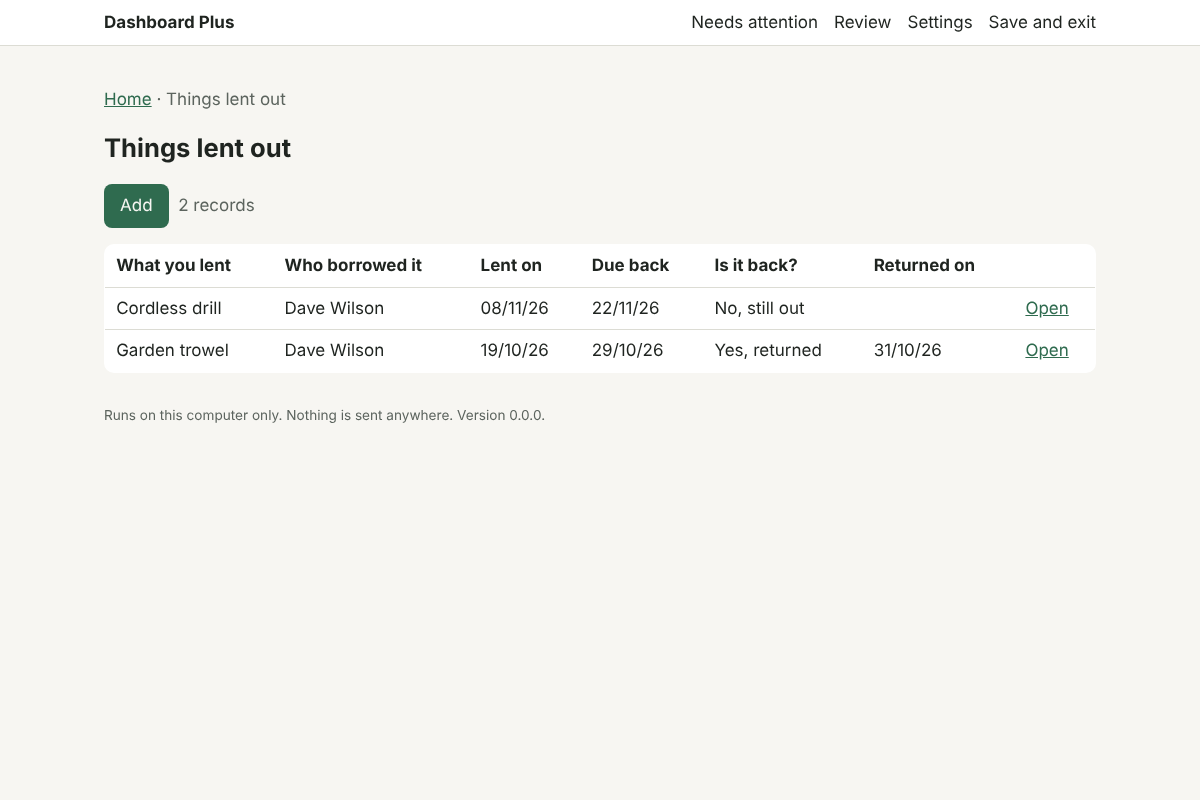 Dashboard Plus Needs attention Review Settings Save and exit
Home · Things lent out
Things lent out
Add 2 records
What you lent Who borrowed it Lent on Due back Is it back? Returned on
Cordless drill Dave Wilson 08/11/26 22/11/26 No, still out Open
Garden trowel Dave Wilson 19/10/26 29/10/26 Yes, returned 31/10/26 Open
Runs on this computer only. Nothing is sent anywhere. Version 0.0.0.